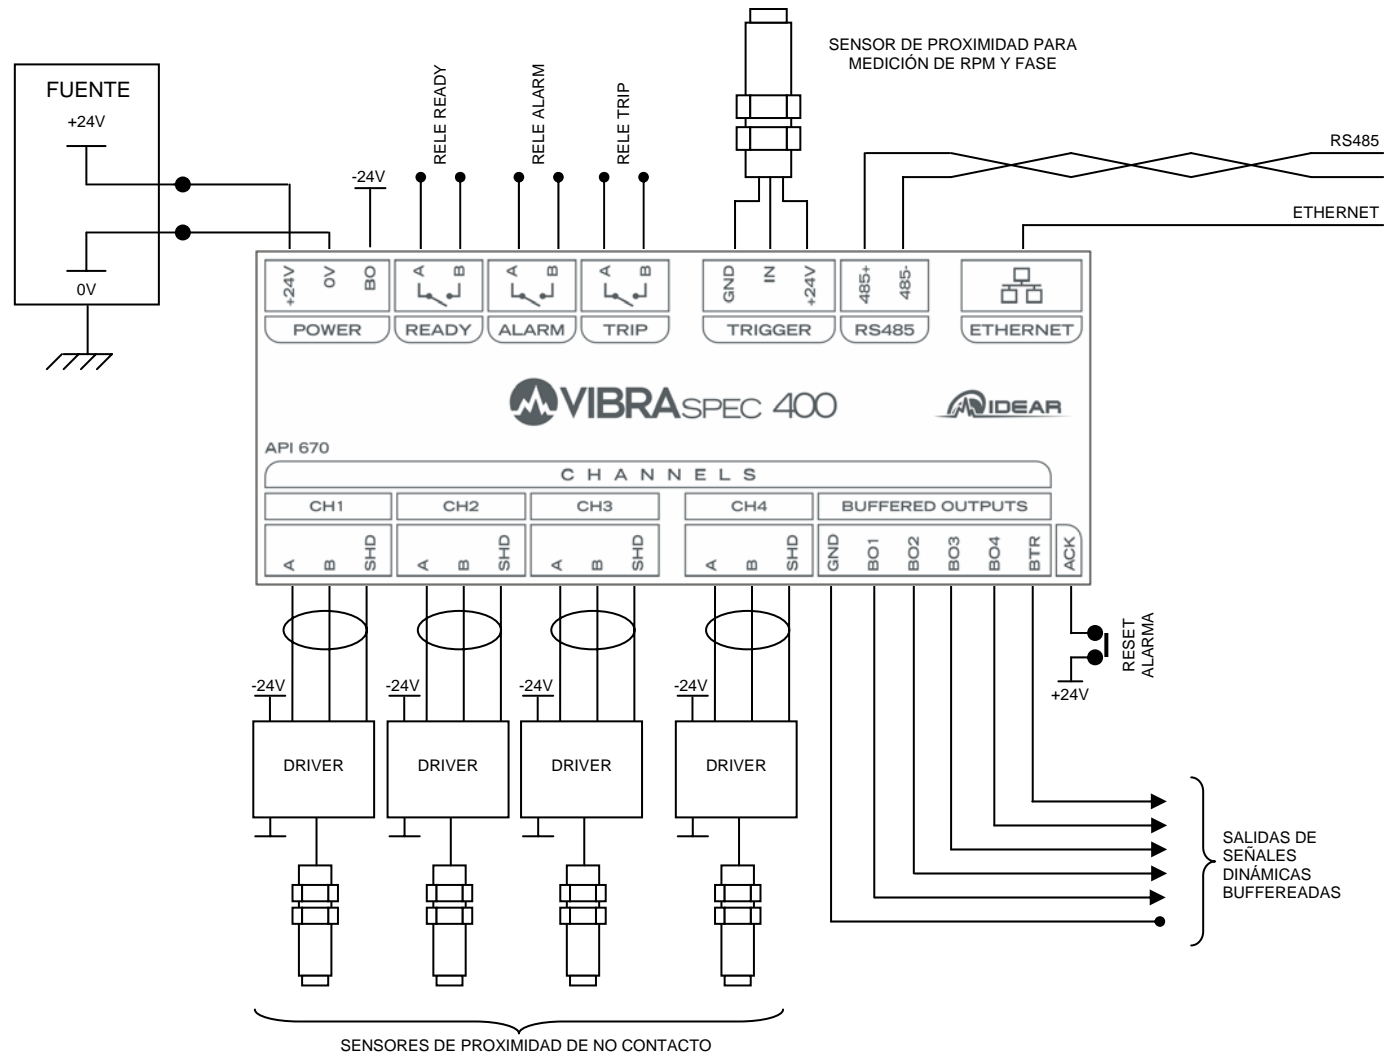 SENSOR DE PROXIMIDAD PARA
MEDICIÓN DE RPM Y FASE
FUENTE
+24V
0V
-24V
RELE READY
RELE ALARM
RELE TRIP
RS485
ETHERNET
+24V
0V
BO
A
B
A
B
A
B
GND
IN
+24V
485+
485-
POWER
READY
ALARM
TRIP
TRIGGER
RS485
ETHERNET
VIBRASPEC 400
IDEAR
API 670
CHANNELS
CH1
CH2
CH3
CH4
BUFFERED OUTPUTS
A
B
SHD
A
B
SHD
A
B
SHD
A
B
SHD
GND
BO1
BO2
BO3
BO4
BTR
ACK
RESET
ALARMA
+24V
-24V
-24V
-24V
-24V
DRIVER
DRIVER
DRIVER
DRIVER
SALIDAS DE
SEÑALES
DINÁMICAS
BUFFEREADAS
SENSORES DE PROXIMIDAD DE NO CONTACTO